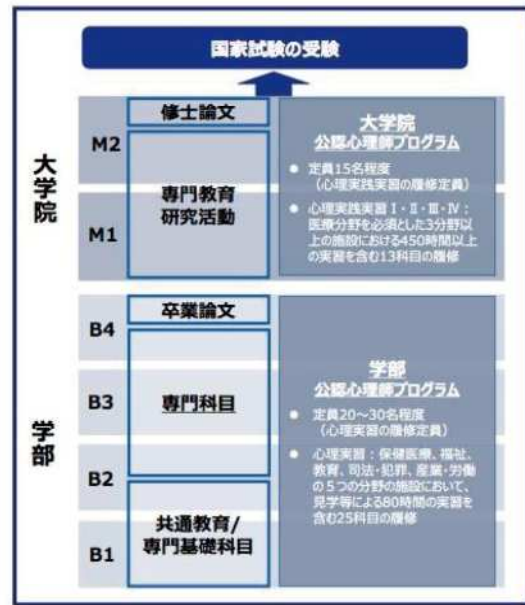 国家試験の受験
大学院
M2
M1
修士論文
専門教育
研究活動
大学院
公認心理師プログラム
● 定員15名程度
（心理実践実習の履修定員）
● 心理実践実習Ⅰ・Ⅱ・Ⅲ・Ⅳ：
医療分野を必須とした3分野以
上の施設における450時間以上
の実習を含む13科目の履修
学部
B4
B3
B2
B1
卒業論文
専門科目
共通教育/
専門基礎科目
学部
公認心理師プログラム
● 定員20～30名程度
（心理実習の履修定員）
● 心理実習：保健医療、福祉、
教育、司法・犯罪、産業・労働
の５つの分野の施設において、
見学等による80時間の実習を
含む25科目の履修